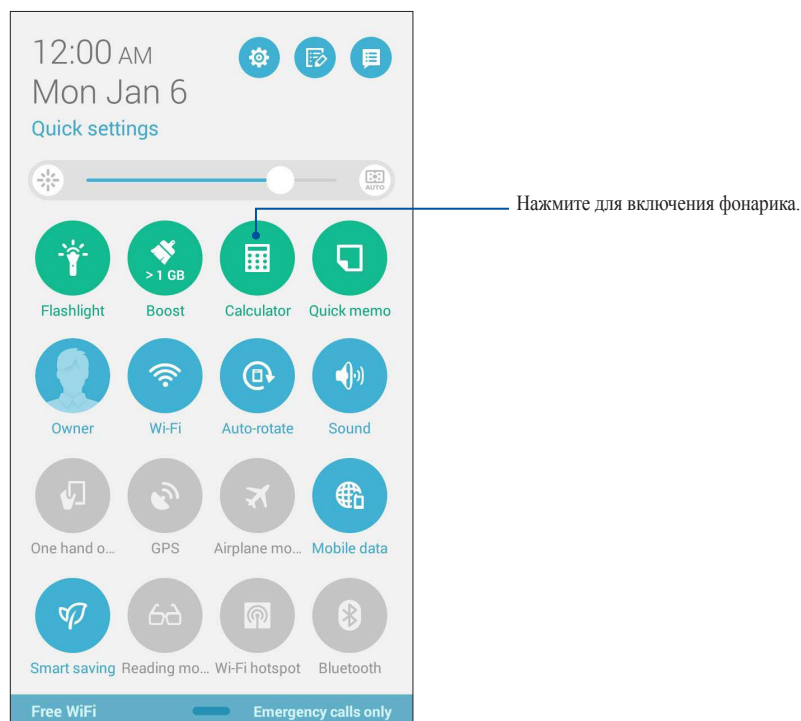 12:00 AM
Mon Jan 6
Quick settings
AUTO
Нажмите для включения фонарика.
> 1 GB
Flashlight Boost Calculator Quick memo
Owner Wi-Fi Auto-rotate Sound
One hand o... GPS Airplane mo... Mobile data
Smart saving Reading mo... Wi-Fi hotspot Bluetooth
Free WiFi Emergency calls only